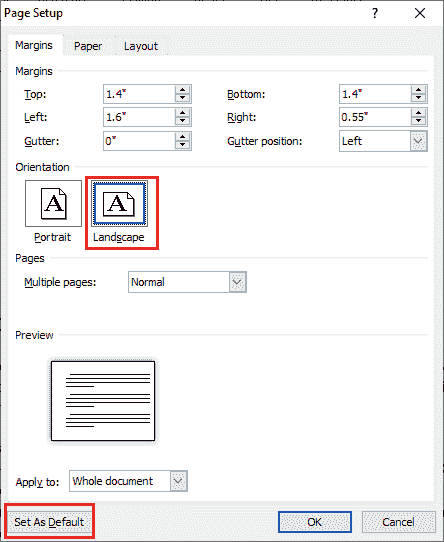 Page Setup ? ×
Margins Paper Layout
Margins
Top: 1.4" Bottom: 1.4"
Left: 1.6" Right: 0.55"
Gutter: 0" Gutter position: Left
Orientation
A A
Portrait Landscape
Pages
Multiple pages: Normal
Preview
Apply to: Whole document
Set As Default OK Cancel